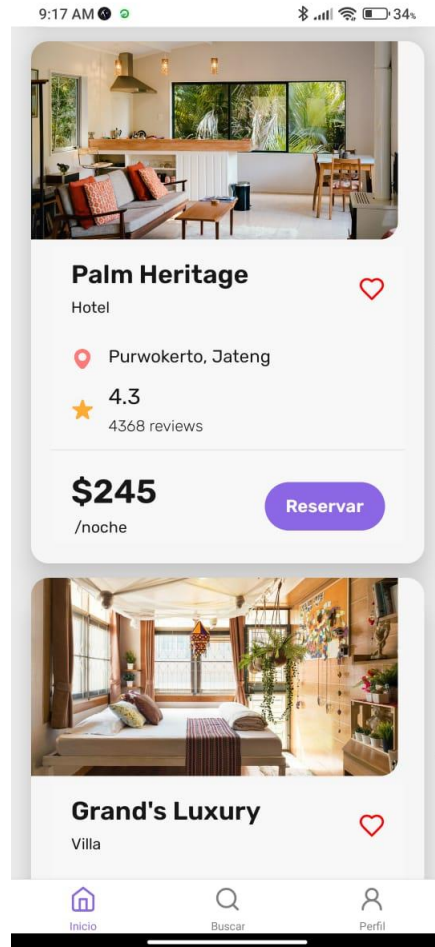 9:17 AM 34%
Palm Heritage
Hotel
Purwokerto, Jateng
4.3
4368 reviews
$245
/noche
Reservar
Grand's Luxury
Villa
Inicio Buscar Perfil